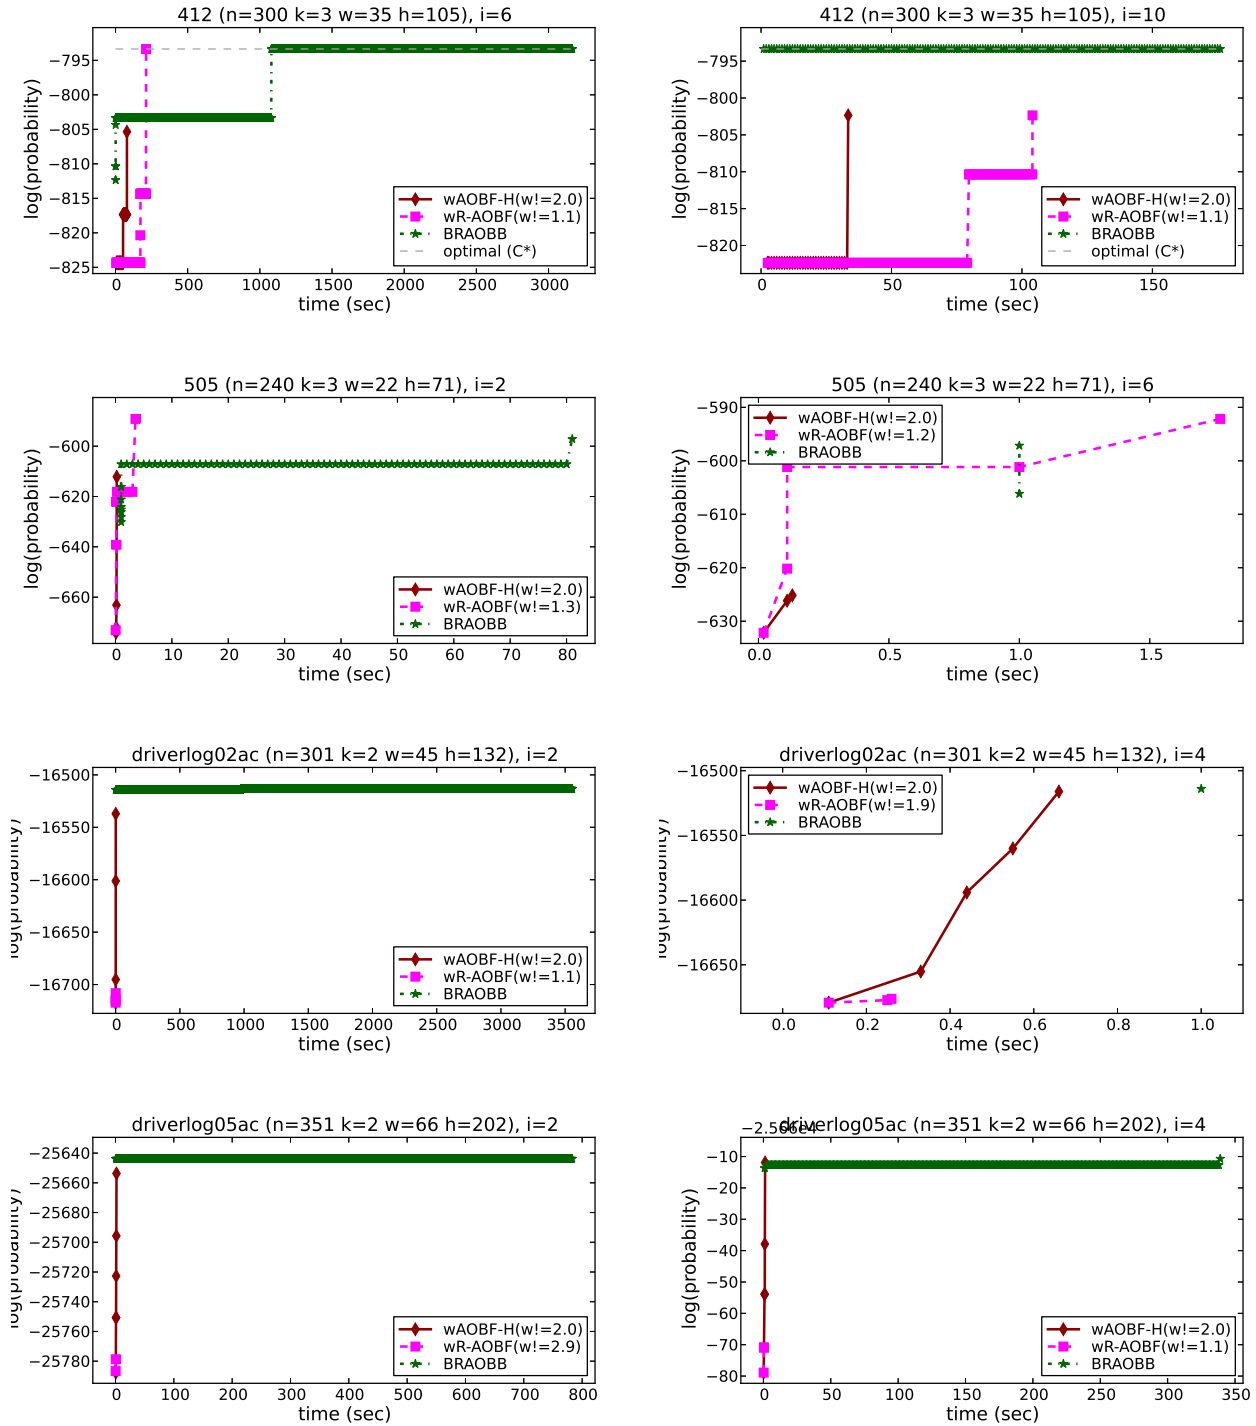 412 (n=300 k=3 w=35 h=105), i=6
log(probability)
−795
−800
−805
−810
−815
−820
−825
wAOBF-H(w!=2.0)
wR-AOBF(w!=1.1)
BRAOBB
optimal (C*)
0 500 1000 1500 2000 2500 3000
time (sec)
412 (n=300 k=3 w=35 h=105), i=10
log(probability)
−795
−800
−805
−810
−815
−820
wAOBF-H(w!=2.0)
wR-AOBF(w!=1.1)
BRAOBB
optimal (C*)
0 50 100 150
time (sec)
505 (n=240 k=3 w=22 h=71), i=2
log(probability)
−600
−620
−640
−660
wAOBF-H(w!=2.0)
wR-AOBF(w!=1.3)
BRAOBB
0 10 20 30 40 50 60 70 80
time (sec)
505 (n=240 k=3 w=22 h=71), i=6
log(probability)
−590
−600
−610
−620
−630
wAOBF-H(w!=2.0)
wR-AOBF(w!=1.2)
BRAOBB
0.0 0.5 1.0 1.5
time (sec)
driverlog02ac (n=301 k=2 w=45 h=132), i=2
log(probability)
−16500
−16550
−16600
−16650
−16700
wAOBF-H(w!=2.0)
wR-AOBF(w!=1.1)
BRAOBB
0 500 1000 1500 2000 2500 3000 3500
time (sec)
driverlog02ac (n=301 k=2 w=45 h=132), i=4
log(probability)
−16500
−16550
−16600
−16650
wAOBF-H(w!=2.0)
wR-AOBF(w!=1.9)
BRAOBB
0.0 0.2 0.4 0.6 0.8 1.0
time (sec)
driverlog05ac (n=351 k=2 w=66 h=202), i=2
log(probability)
−25640
−25660
−25680
−25700
−25720
−25740
−25760
−25780
wAOBF-H(w!=2.0)
wR-AOBF(w!=2.9)
BRAOBB
0 100 200 300 400 500 600 700 800
time (sec)
driverlog05ac (n=351 k=2 w=66 h=202), i=4
−2.566e4
log(probability)
−10
−20
−30
−40
−50
−60
−70
−80
wAOBF-H(w!=2.0)
wR-AOBF(w!=1.1)
BRAOBB
0 50 100 150 200 250 300 350
time (sec)